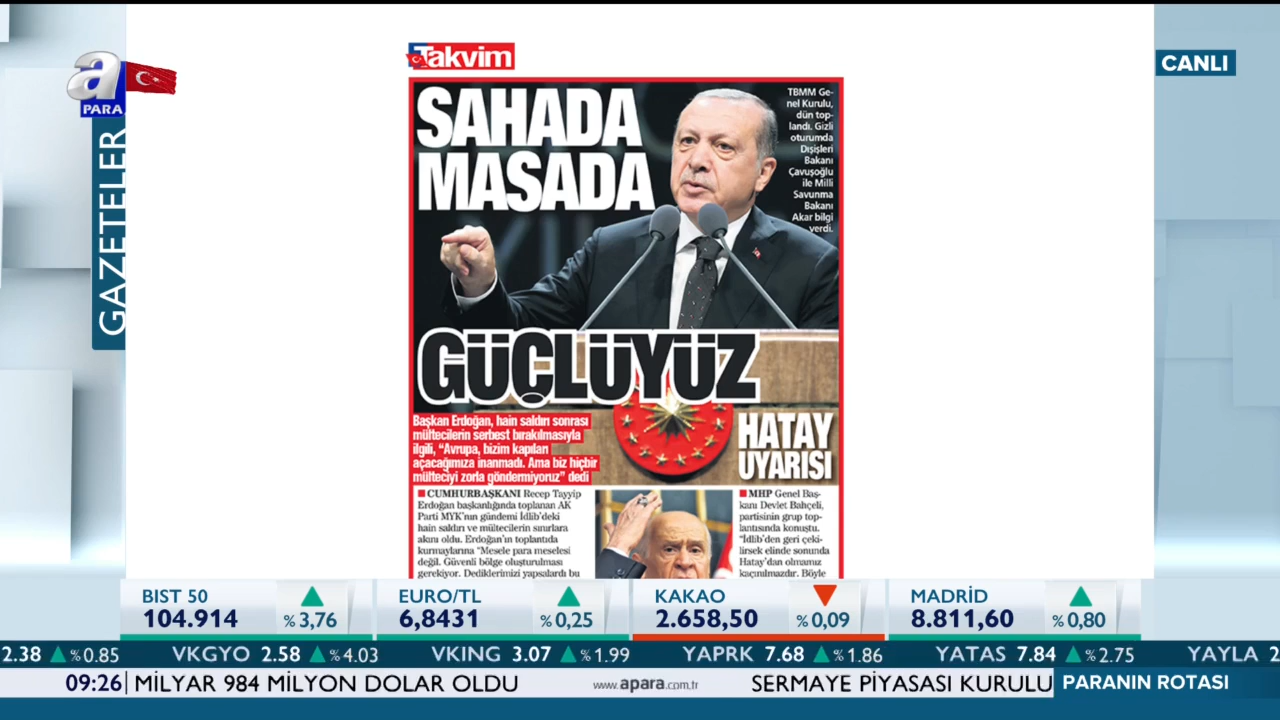 Takvim
a
PARA
CANLI
GAZETELER
SAHADA
MASADA
TBMM Ge-
nel Kurulu,
dün top-
landı. Gizli
oturumda
Dışişleri
Bakanı
Çavuşoğlu
ile Milli
Savunma
Bakanı
Akar bilgi
verdi.
GÜÇLÜYÜZ
Başkan Erdoğan, hain saldırı sonrası
mültecilerin serbest bırakılmasıyla
ilgili, “Avrupa, bizim kapıları
açacağımıza inanmadı. Ama biz hiçbir
mülteciyi zorla göndermiyoruz” dedi
HATAY
UYARISI
CUMHURBAŞKANI Recep Tayyip
Erdoğan başkanlığında toplanan AK
Parti MYK'nın gündemi İdlib'deki
hain saldırı ve mültecilerin sınırlara
akını oldu. Erdoğan'ın toplantıda
kurmaylarına “Mesele para meselesi
değil. Güvenli bölge oluşturulması
gerekiyor. Dediklerimizi yapsalardı bu
MHP Genel Baş-
kanı Devlet Bahçeli,
partisinin grup top-
lantısında konuştu.
“İdlib'den geri çeki-
lirsek elinde sonunda
Hatay'dan olmamız
kaçınılmazdır. Böyle
BIST 50
104.914 %3,76
EURO/TL
6,8431 %0,25
KAKAO
2.658,50 %0,09
MADRİD
8.811,60 %0,80
2.38 %0.85 VKGYO 2.58 %4.03 VKING 3.07 %1.99 YAPRK 7.68 %1.86 YATAS 7.84 %2.75 YAYLA 2
09:26 MİLYAR 984 MİLYON DOLAR OLDU www.apara.com.tr SERMAYE PİYASASI KURULU PARANIN ROTASI